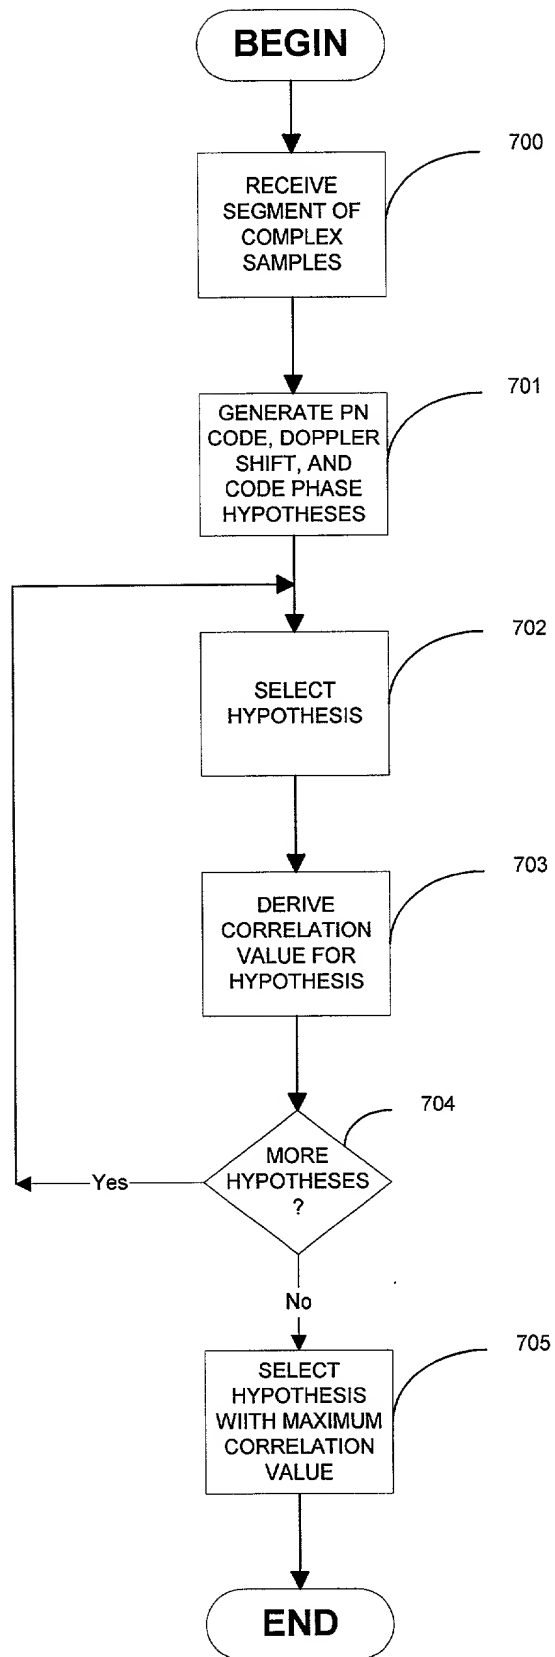 BEGIN
700
RECEIVE
SEGMENT OF
COMPLEX
SAMPLES
701
GENERATE PN
CODE, DOPPLER
SHIFT, AND
CODE PHASE
HYPOTHESES
702
SELECT
HYPOTHESIS
703
DERIVE
CORRELATION
VALUE FOR
HYPOTHESIS
704
MORE
HYPOTHESES
?
Yes
No
705
SELECT
HYPOTHESIS
WIITH MAXIMUM
CORRELATION
VALUE
END